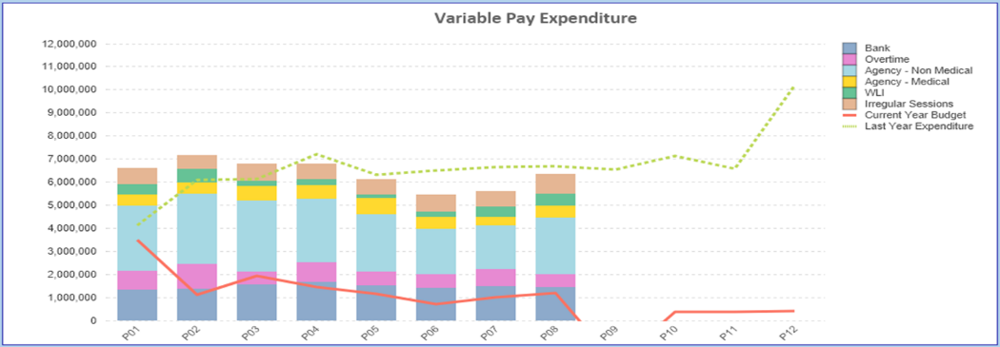 Variable Pay Expenditure
12,000,000
11,000,000
10,000,000
9,000,000
8,000,000
7,000,000
6,000,000
5,000,000
4,000,000
3,000,000
2,000,000
1,000,000
0
P01
P02
P03
P04
P05
P06
P07
P08
P09
P10
P11
P12
Bank
Overtime
Agency - Non Medical
Agency - Medical
WLI
Irregular Sessions
Current Year Budget
Last Year Expenditure